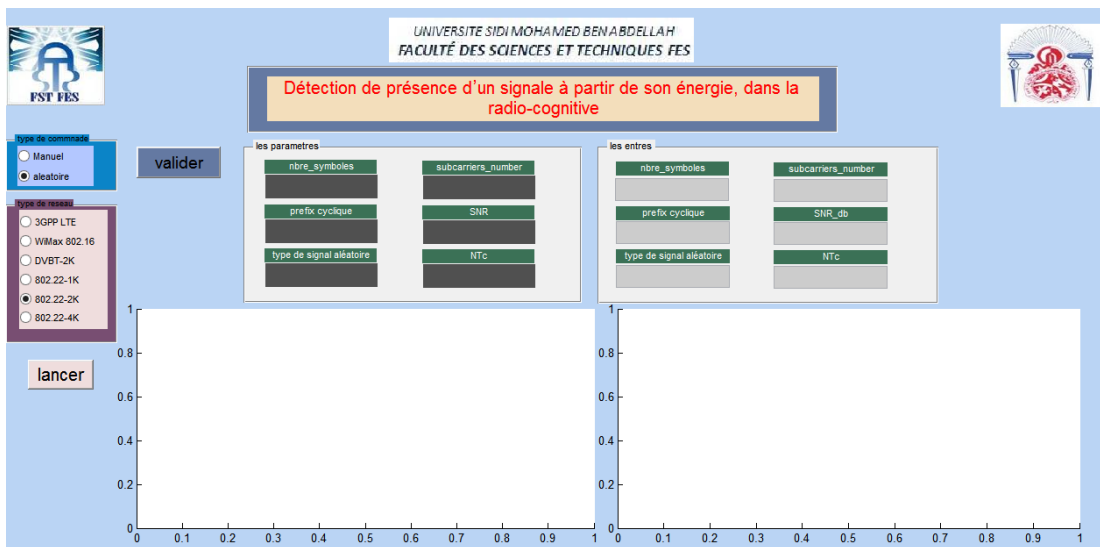 UNIVERSITE SIDI MOHAMED BEN ABDELLAH
FACULTÉ DES SCIENCES ET TECHNIQUES FES
FST FES
Détection de présence d'un signale à partir de son énergie, dans la
radio-cognitive
type de commnade
Manuel
aleatoire
valider
type de reseau
3GPP LTE
WiMax 802.16
DVBT-2K
802.22-1K
802.22-2K
802.22-4K
lancer
les parametres
nbre_symboles
subcarriers_number
prefix cyclique
SNR
type de signal aléatoire
NTc
les entres
nbre_symboles
subcarriers_number
prefix cyclique
SNR_db
type de signal aléatoire
NTc
1
0.8
0.6
0.4
0.2
0
0 0.1 0.2 0.3 0.4 0.5 0.6 0.7 0.8 0.9 1
1
0.8
0.6
0.4
0.2
0
0 0.1 0.2 0.3 0.4 0.5 0.6 0.7 0.8 0.9 1